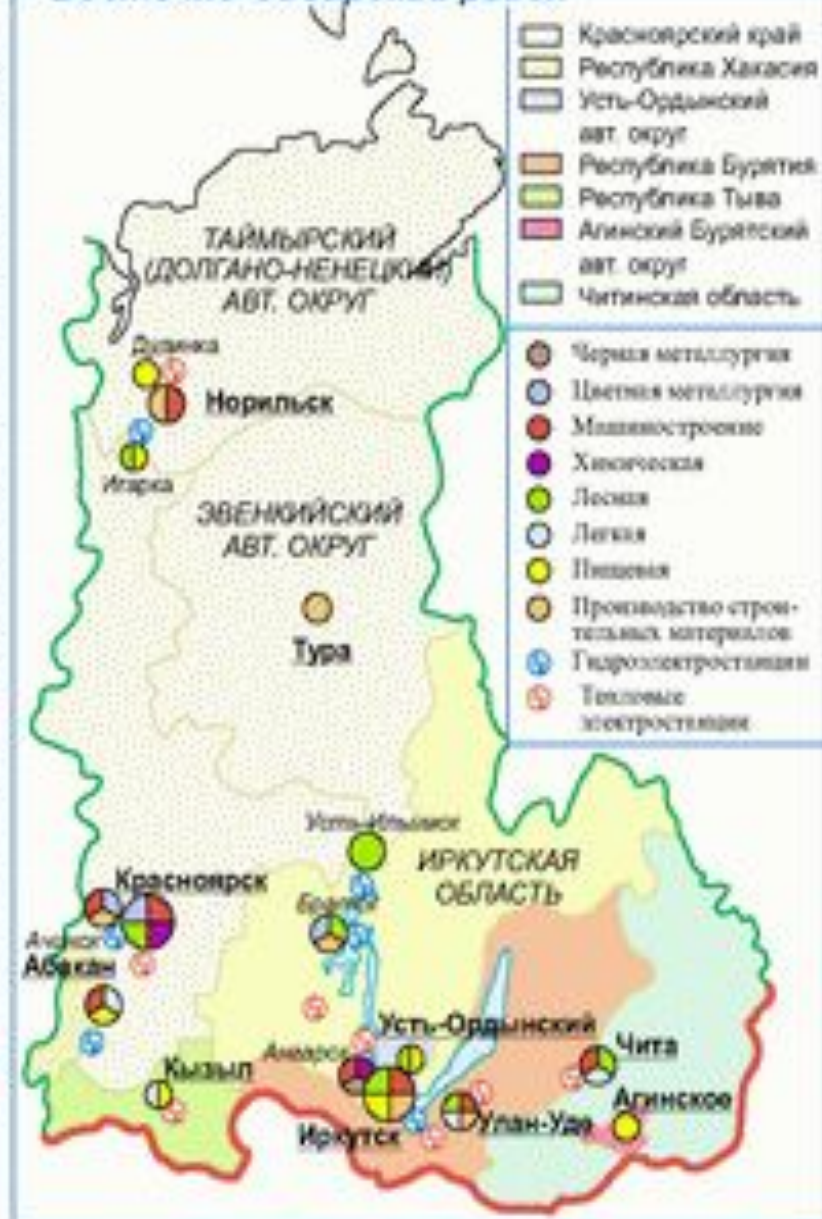 Красноярский край
Республика Хакасия
Усть-Ордынский
авт. округ
Республика Бурятия
Республика Тыва
Агинский Бурятский
авт. округ
Читинская область
Черная металлургия
Цветная металлургия
Машиностроение
Химическая
Лесная
Легкая
Пищевая
Производство строи-
тельных материалов
Гидроэлектростанции
Тепловые
электростанции
ТАЙМЫРСКИЙ
(ДОЛГАНО-НЕНЕЦКИЙ)
АВТ. ОКРУГ
Дудинка
Норильск
Игарка
ЭВЕНКИЙСКИЙ
АВТ. ОКРУГ
Тура
Усть-Илимск
ИРКУТСКАЯ
ОБЛАСТЬ
Красноярск
Братск
Ачинск
Абакан
Усть-Ордынский
Ангарск
Чита
Кызыл
Агинское
Иркутск
Улан-Удэ